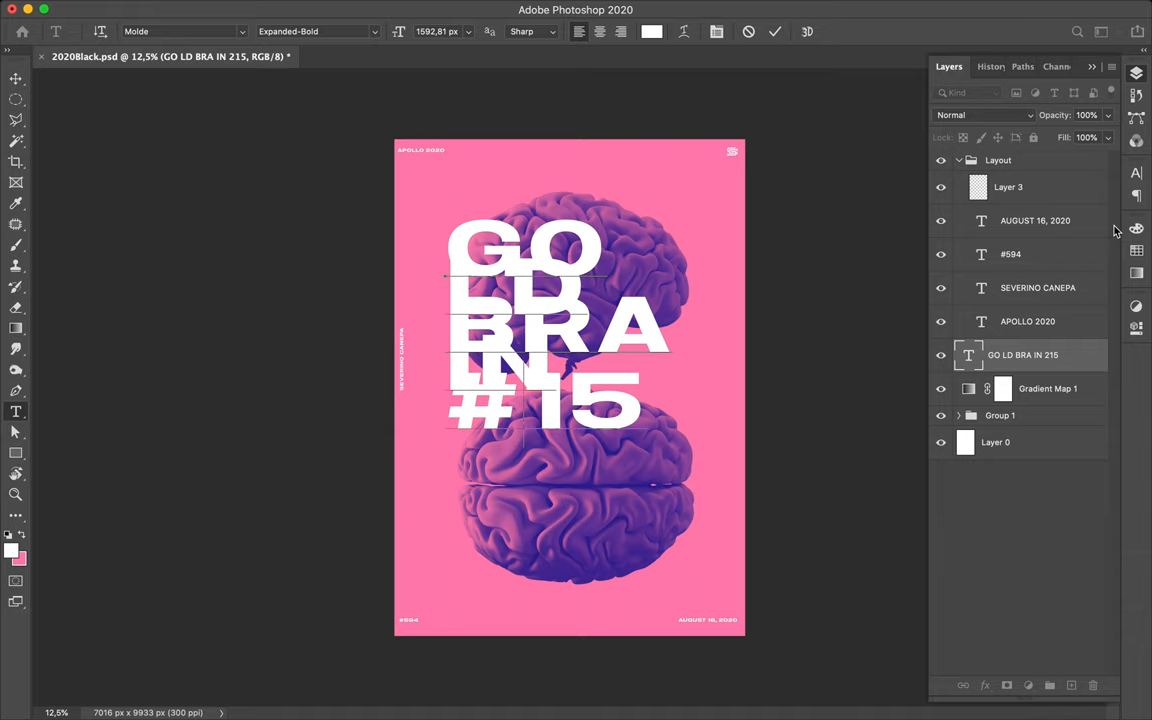 Adobe Photoshop 2020
Molde
Expanded-Bold
1592,81 px
Sharp
3D
2020Black.psd @ 12,5% (GO LD BRA IN 215, RGB/8) *
APOLLO 2020
GO
LD
BRA
IN
#15
SEVERINO CANEPA
#594
AUGUST 16, 2020
Layers
History
Paths
Chann
Kind
Normal
Opacity: 100%
Lock:
Fill: 100%
Layout
Layer 3
AUGUST 16, 2020
#594
SEVERINO CANEPA
APOLLO 2020
GO LD BRA IN 215
Gradient Map 1
Group 1
Layer 0
12,5%
7016 px x 9933 px (300 ppi)